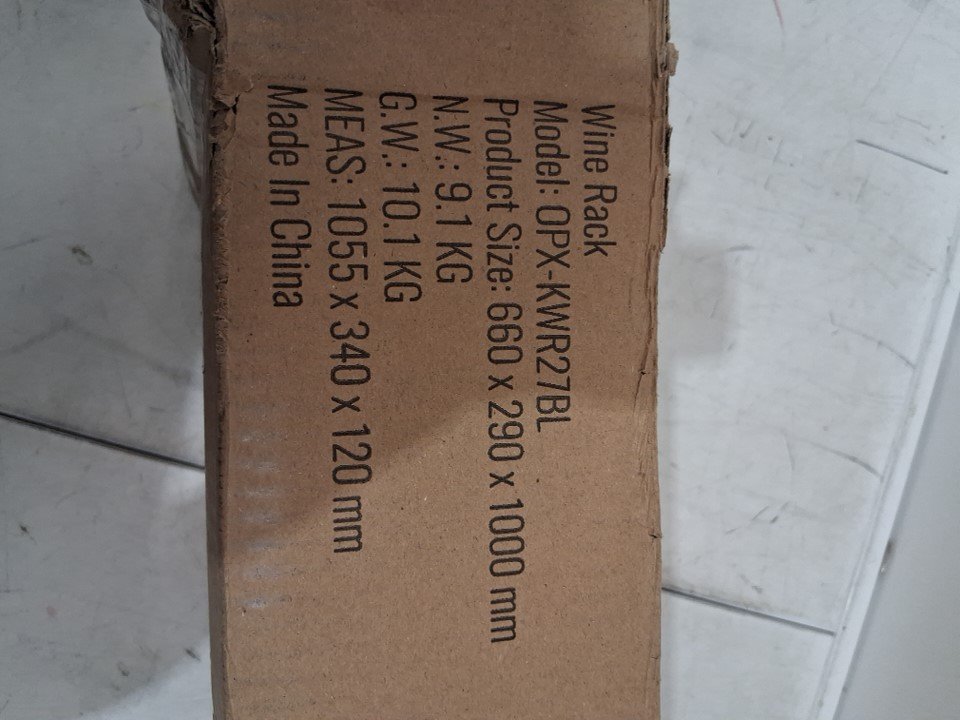 Wine Rack
Model: OPX-KWR27BL
Product Size: 660 x 290 x 1000 mm
N.W.: 9.1 KG
G.W.: 10.1 KG
MEAS: 1055 x 340 x 120 mm
Made In China